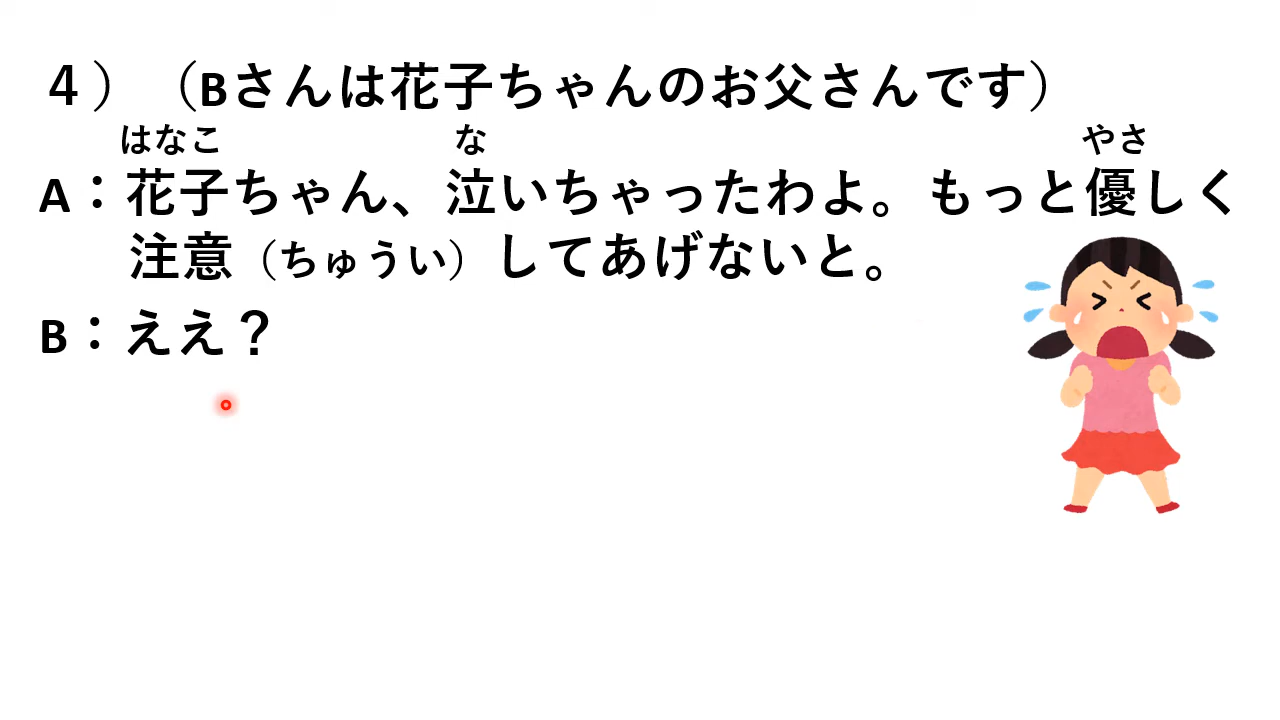 ４）（Bさんは花子ちゃんのお父さんです）
はなこ な やさ
A：花子ちゃん、泣いちゃったわよ。もっと優しく
注意（ちゅうい）してあげないと。
B：ええ？